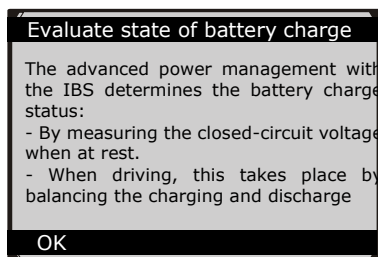 Evaluate state of battery charge
The advanced power management with
the IBS determines the battery charge
status:
- By measuring the closed-circuit voltage
when at rest.
- When driving, this takes place by
balancing the charging and discharge
OK